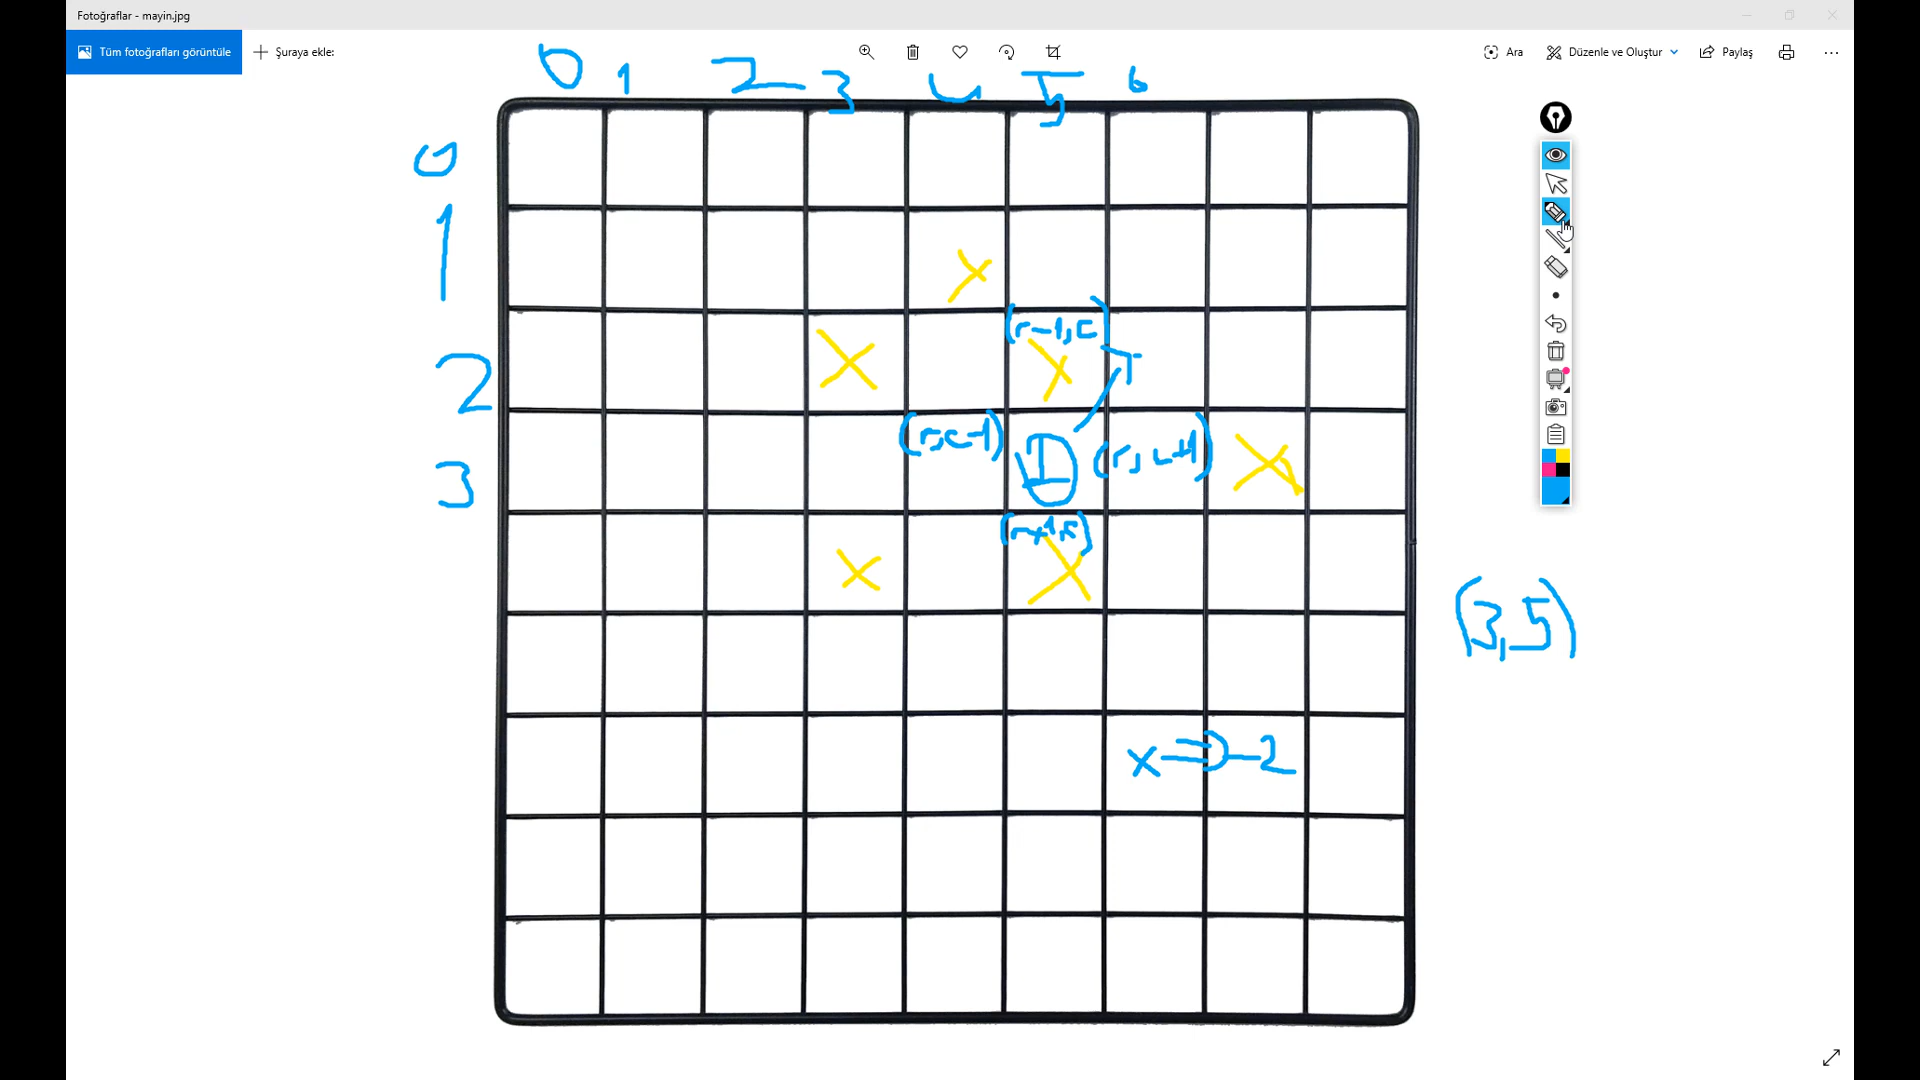 Fotoğraflar - mayin.jpg
Tüm fotoğrafları görüntüle Şuraya ekle: Ara Düzenle ve Oluştur Paylaş
0 1 2 3 4 5 6
0
1
x
(r-1,c)
2 X X
(r,c-1) (r,c+1) X
3
(r+1,c)
x X
(3,5)
x => -2